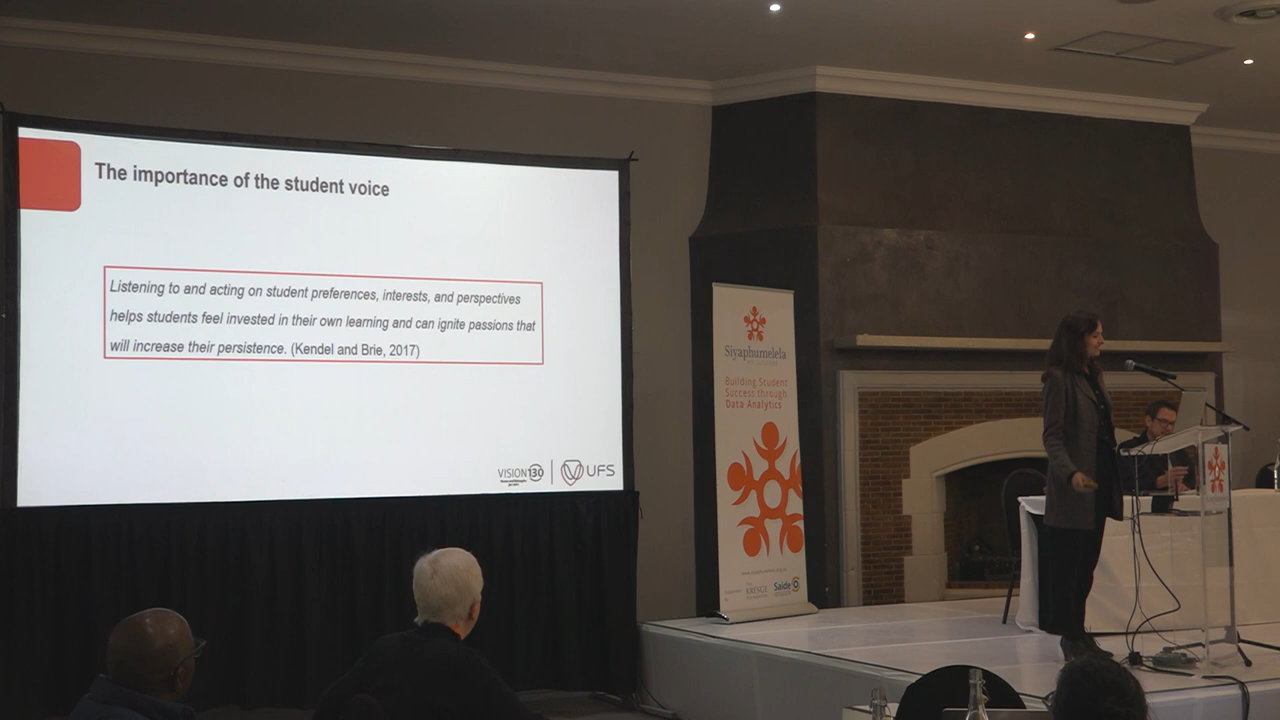 The importance of the student voice
Listening to and acting on student preferences, interests, and perspectives
helps students feel invested in their own learning and can ignite passions that
will increase their persistence. (Kendel and Brie, 2017)
VISION 130
UFS
Siyaphumelela
Building Student
Success through
Data Analytics
KRESGE
Saide